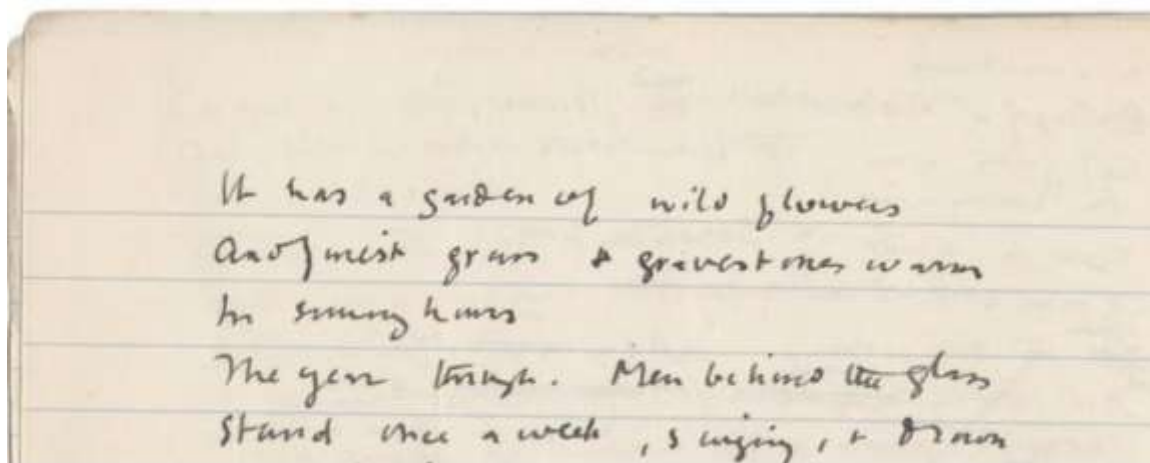 It has a garden of wild flowers
And finest grass & gravestones warm
In sunny hours
The year through. Men behind the glass
Stand once a week, singing, & drown